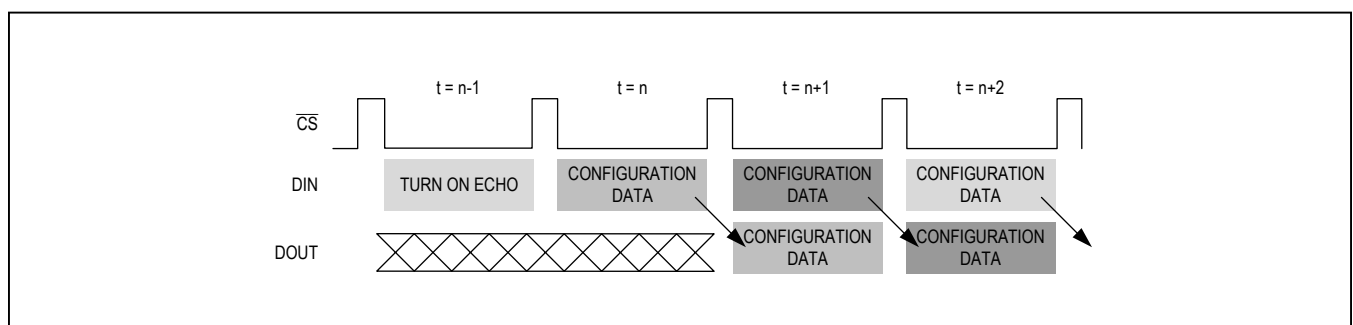 t = n-1
t = n
t = n+1
t = n+2
CS
DIN
TURN ON ECHO
CONFIGURATION
DATA
CONFIGURATION
DATA
CONFIGURATION
DATA
DOUT
CONFIGURATION
DATA
CONFIGURATION
DATA